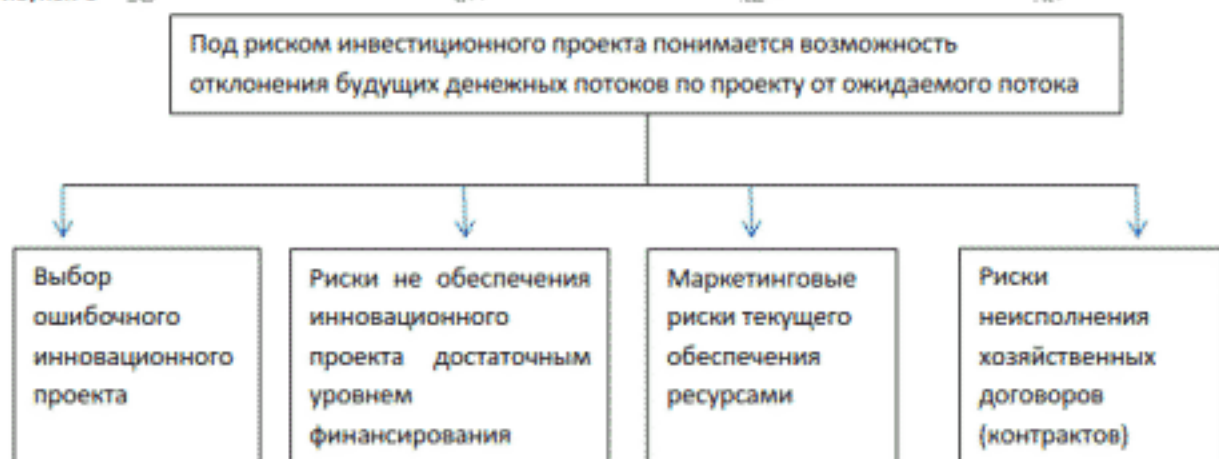 Под риском инвестиционного проекта понимается возможность
отклонения будущих денежных потоков по проекту от ожидаемого потока
Выбор
ошибочного
инновационного
проекта
Риски не обеспечения
инновационного
проекта достаточным
уровнем
финансирования
Маркетинговые
риски текущего
обеспечения
ресурсами
Риски
неисполнения
хозяйственных
договоров
(контрактов)